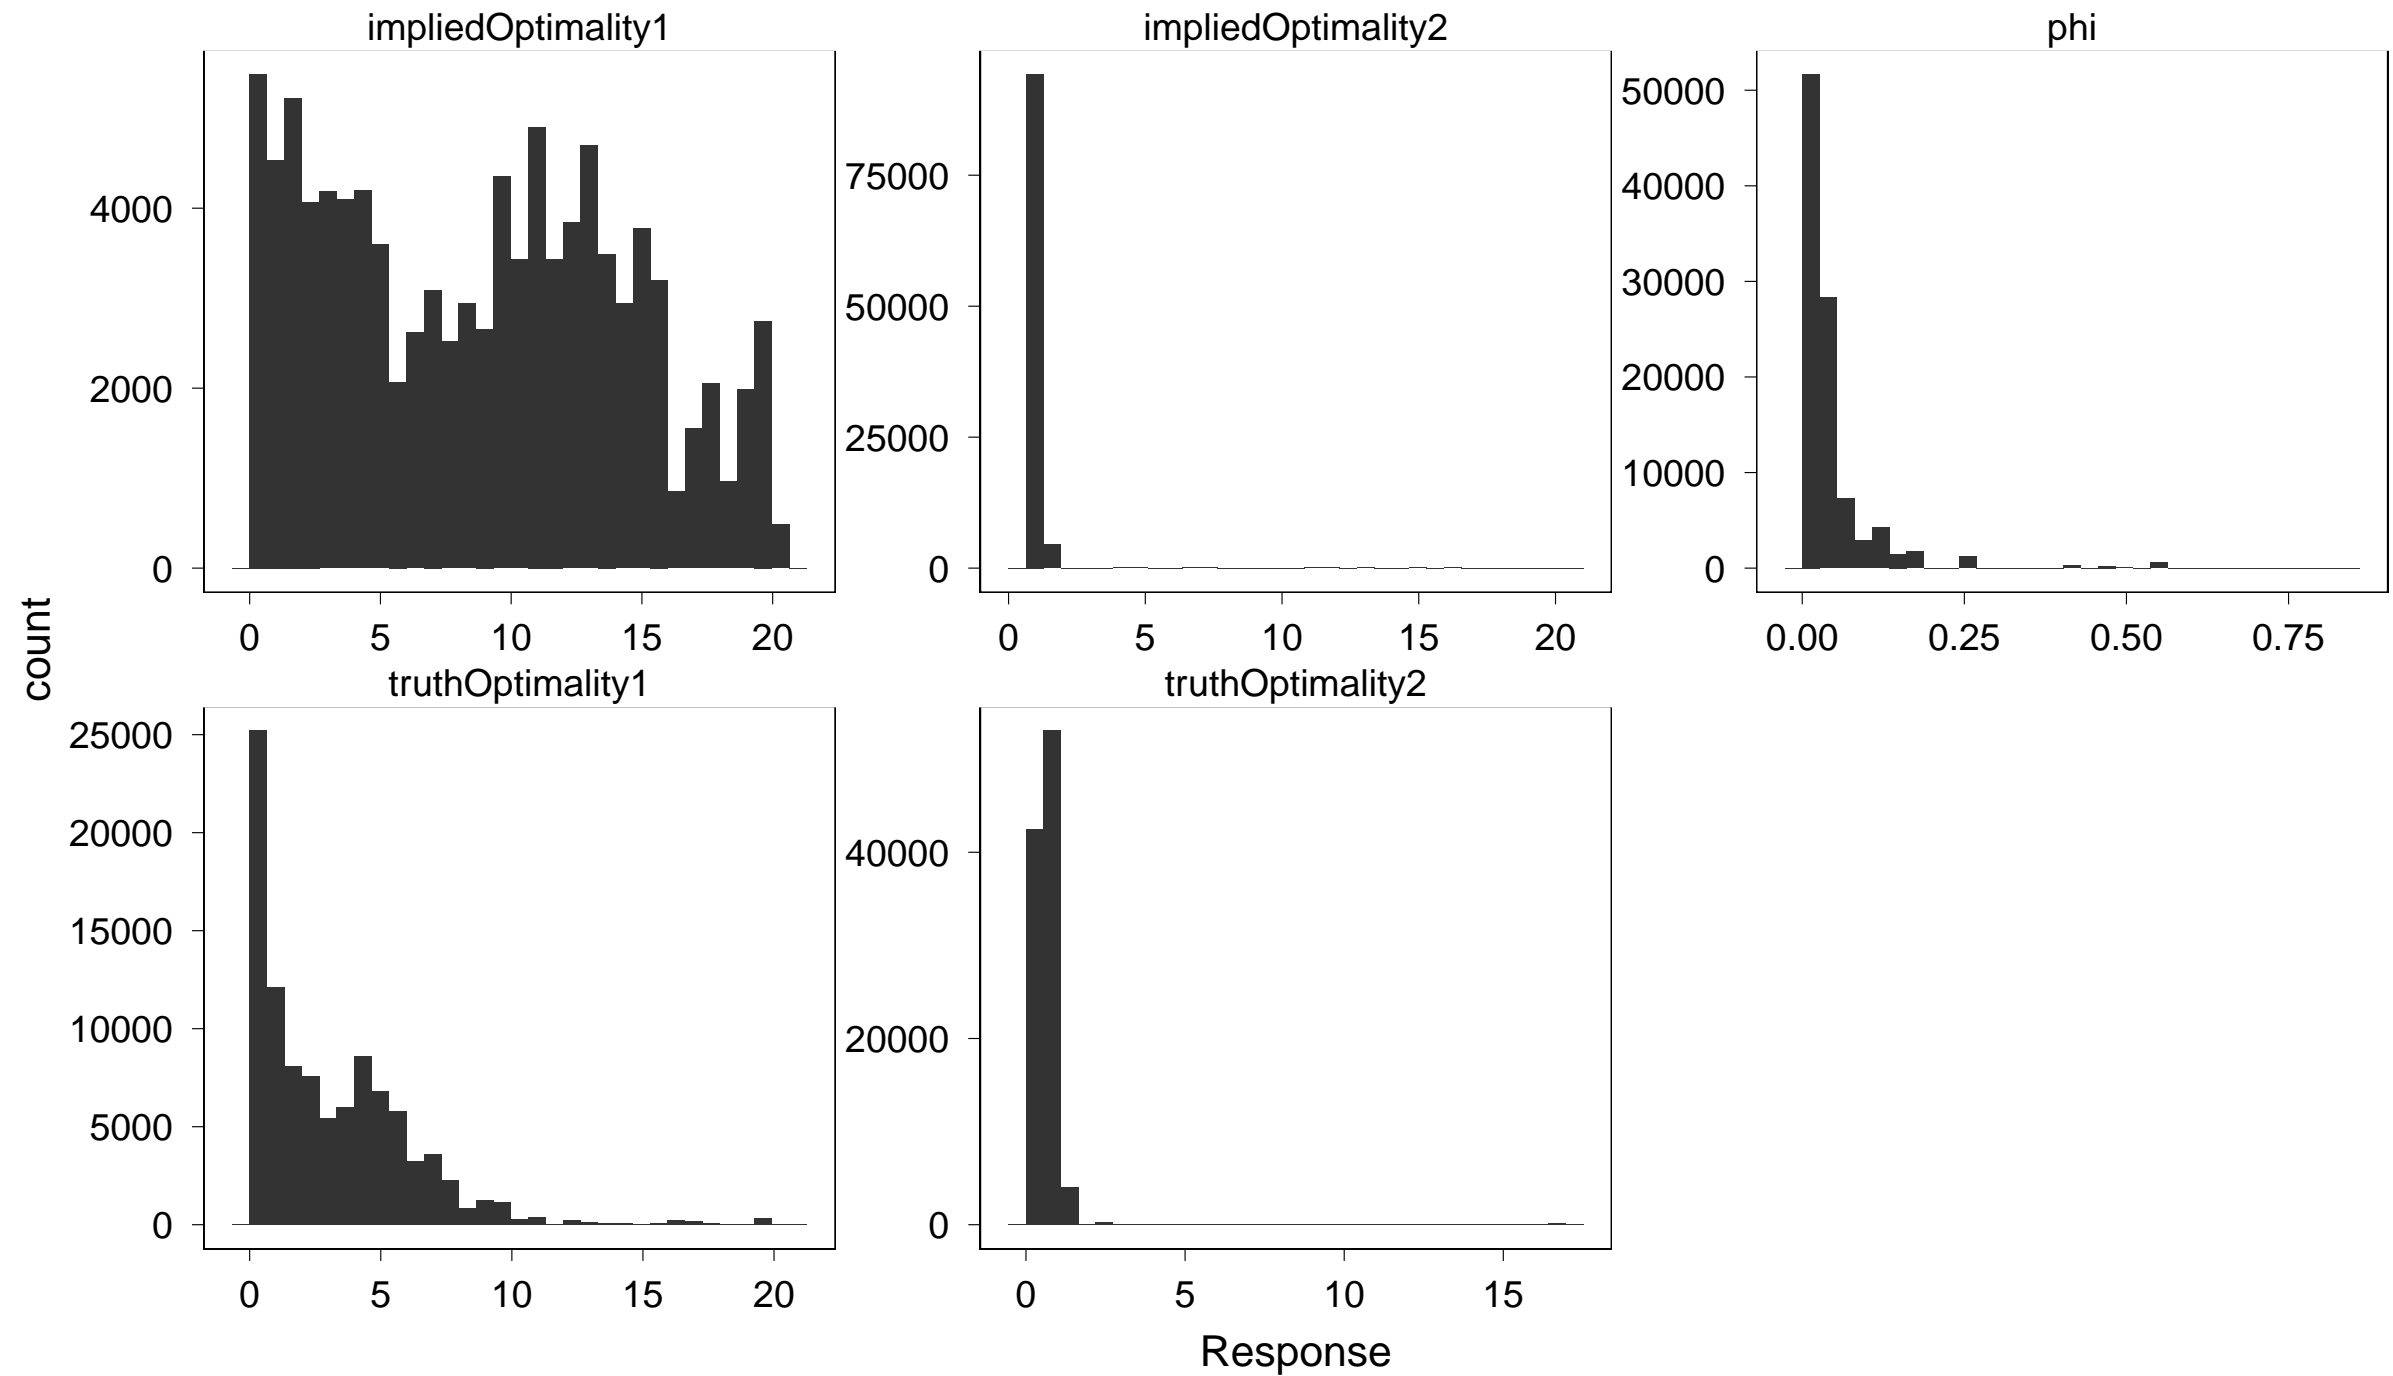 impliedOptimality1
impliedOptimality2
phi
4000
2000
0
0 5 10 15 20
75000
50000
25000
0
0 5 10 15 20
50000
40000
30000
20000
10000
0
0.00 0.25 0.50 0.75
count
truthOptimality1
truthOptimality2
25000
20000
15000
10000
5000
0
0 5 10 15 20
40000
20000
0
0 5 10 15
Response